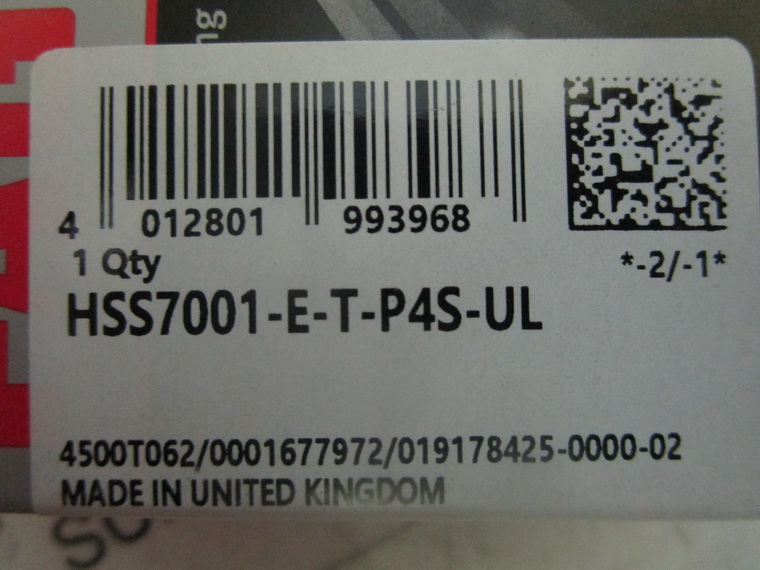 ng
4 012801 993968
1 Qty
*-2/-1*
HSS7001-E-T-P4S-UL
4500T062/0001677972/019178425-0000-02
MADE IN UNITED KINGDOM